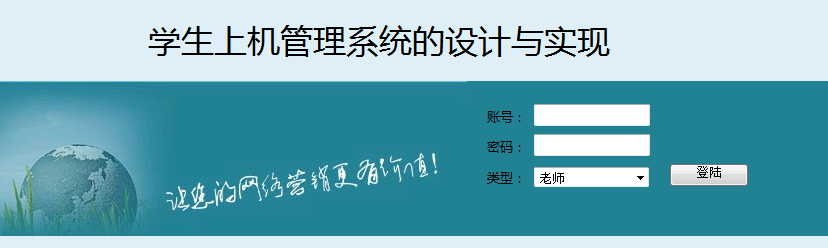 学生上机管理系统的设计与实现
让您的网络营销更有价值!
账号：
密码：
类型： 老师
登陆